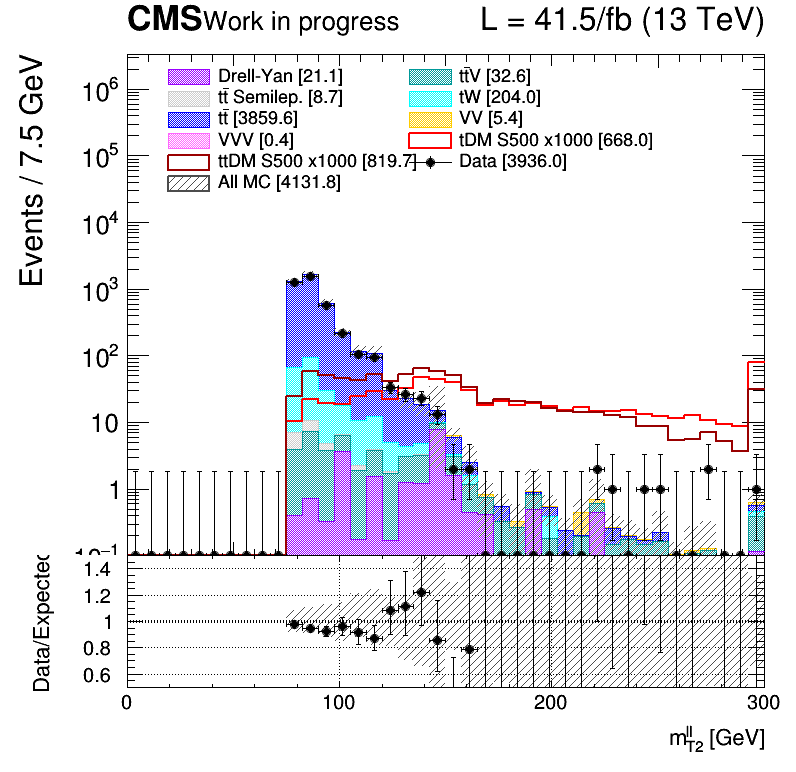 CMS Work in progress L = 41.5/fb (13 TeV)
Events / 7.5 GeV
Drell-Yan [21.1] tt̄V [32.6]
tt̄ Semilep. [8.7] tW [204.0]
tt̄ [3859.6] VV [5.4]
VVV [0.4] tDM S500 x1000 [668.0]
ttDM S500 x1000 [819.7] Data [3936.0]
All MC [4131.8]
10⁶
10⁵
10⁴
10³
10²
10
1
10⁻¹
Data/Expected
1.4
1.2
1
0.8
0.6
0 100 200 300
m_{T2}^{ll} [GeV]